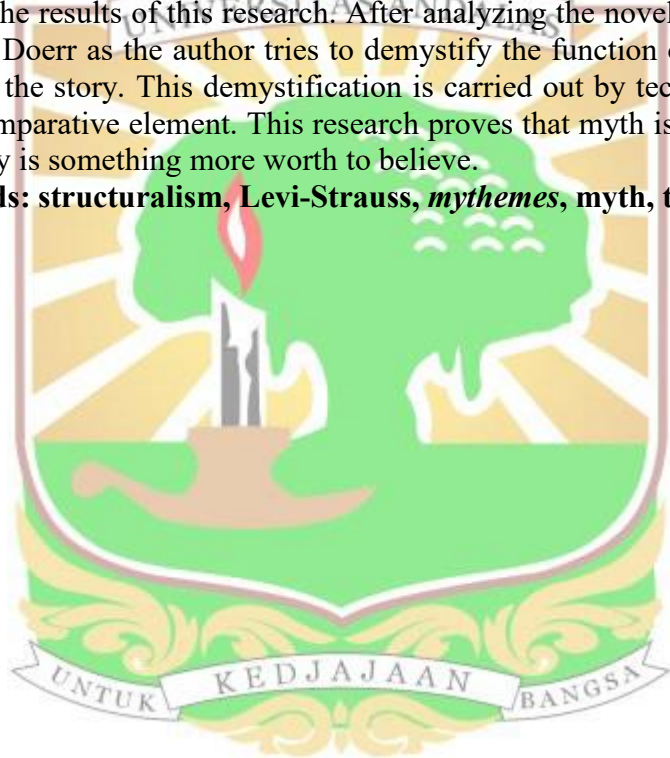 he results of this research. After analyzing the novel
UNIVERSITAS ANDALAS
Doerr as the author tries to demystify the function
the story. This demystification is carried out by tec
mparative element. This research proves that myth is
y is something more worth to believe.
ds: structuralism, Levi-Strauss, mythemes, myth, t
UNTUK KEDJAJAAN BANGSA